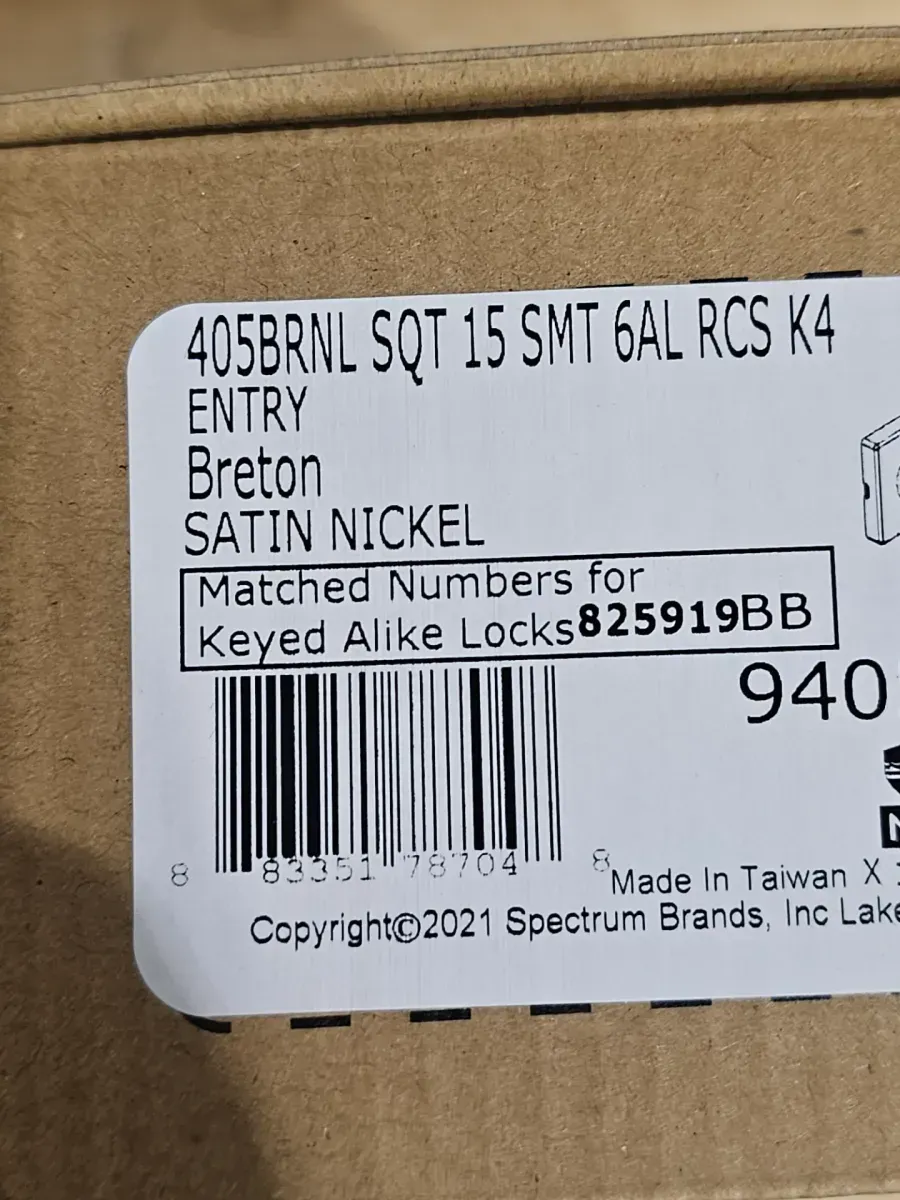 405BRNL SQT 15 SMT 6AL RCS K4
ENTRY
Breton
SATIN NICKEL
Matched Numbers for
Keyed Alike Locks825919BB
940
8 83351 78704 8
Made In Taiwan X
Copyright©2021 Spectrum Brands, Inc Lake